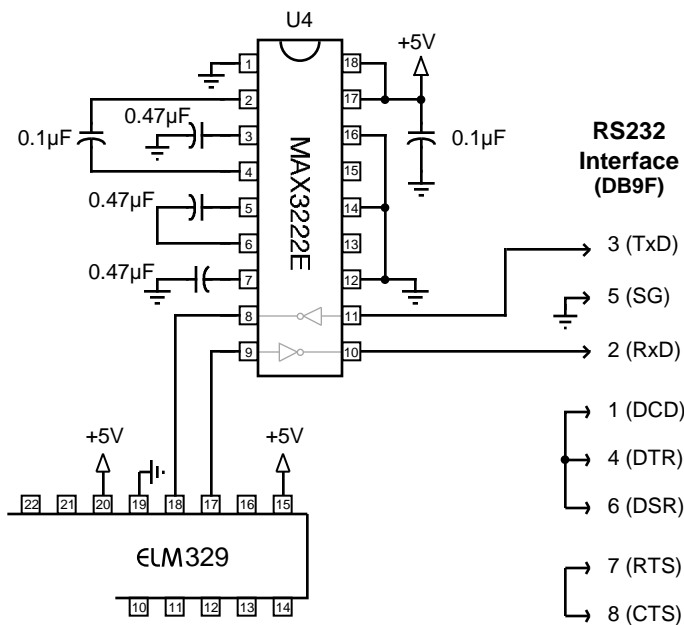 U4
+5V
1
2
3
4
5
6
7
8
9
18
17
16
15
14
13
12
11
10
MAX3222E
0.1µF
0.47µF
0.47µF
0.47µF
0.1µF
RS232
Interface
(DB9F)
3 (TxD)
5 (SG)
2 (RxD)
1 (DCD)
4 (DTR)
6 (DSR)
7 (RTS)
8 (CTS)
+5V
+5V
22
21
20
19
18
17
16
15
ELM329
10
11
12
13
14